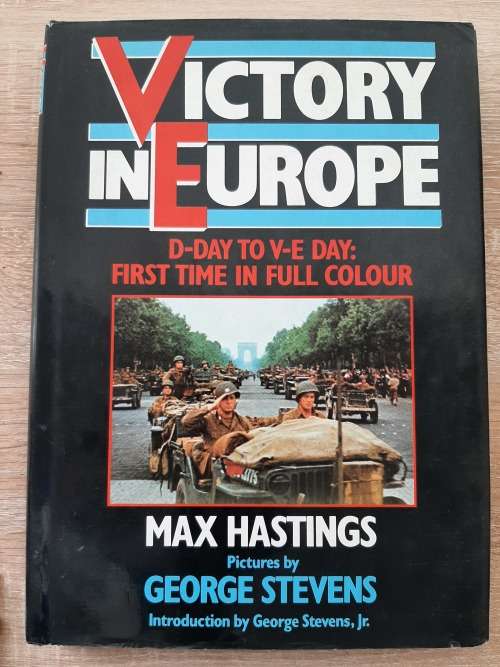 VICTORY
IN EUROPE
D-DAY TO V-E DAY:
FIRST TIME IN FULL COLOUR
MAX HASTINGS
Pictures by
GEORGE STEVENS
Introduction by George Stevens, Jr.